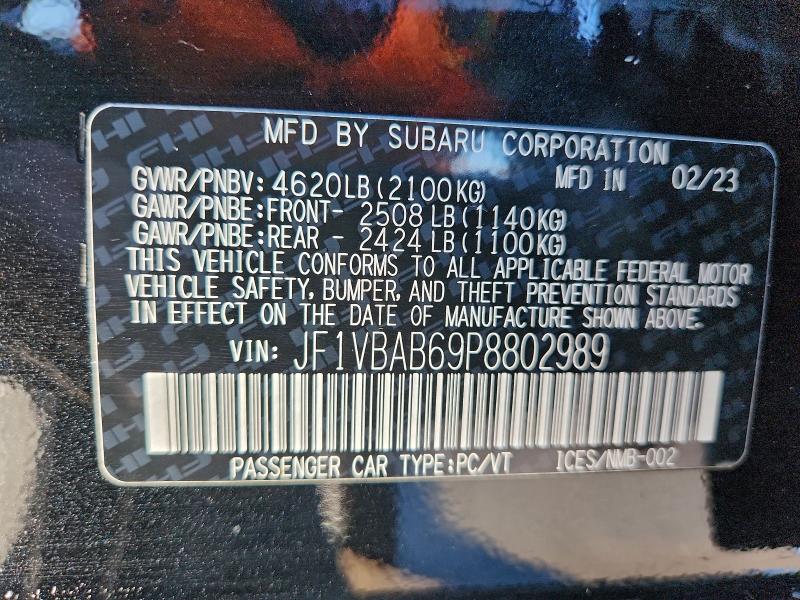 MFD BY SUBARU CORPORATION
GVWR/PNBV: 4620LB (2100KG) MFD IN 02/23
GAWR/PNBE:FRONT- 2508 LB (1140KG)
GAWR/PNBE:REAR - 2424 LB (1100KG)
THIS VEHICLE CONFORMS TO ALL APPLICABLE FEDERAL MOTOR
VEHICLE SAFETY, BUMPER, AND THEFT PREVENTION STANDARDS
IN EFFECT ON THE DATE OF MANUFACTURE SHOWN ABOVE.
VIN: JF1VBAB69P8802989
PASSENGER CAR TYPE:PC/VT ICES/NMB-002